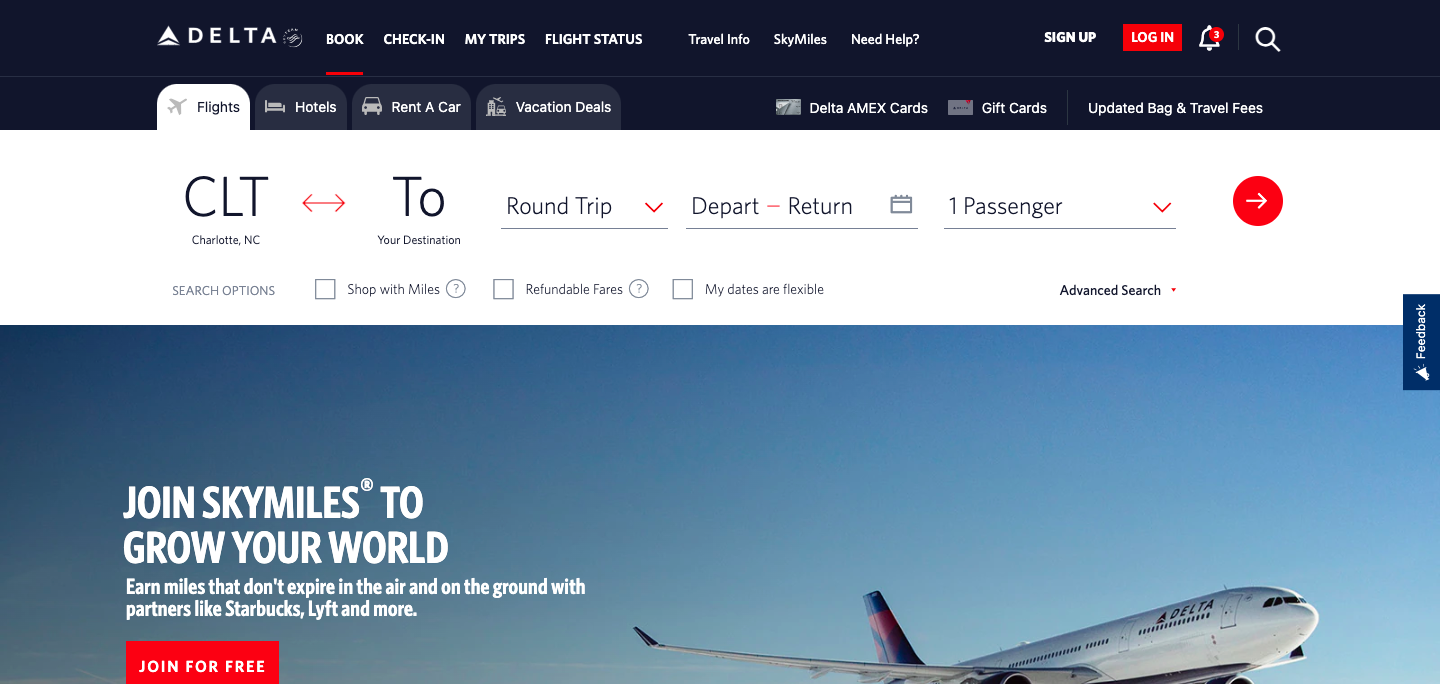 DELTA BOOK CHECK-IN MY TRIPS FLIGHT STATUS Travel Info SkyMiles Need Help? SIGN UP LOG IN 3
Flights Hotels Rent A Car Vacation Deals Delta AMEX Cards Gift Cards Updated Bag & Travel Fees
CLT To Round Trip Depart – Return 1 Passenger
Charlotte, NC Your Destination
SEARCH OPTIONS Shop with Miles ? Refundable Fares ? My dates are flexible Advanced Search
Feedback
JOIN SKYMILES® TO
GROW YOUR WORLD
Earn miles that don't expire in the air and on the ground with
partners like Starbucks, Lyft and more.
DELTA
JOIN FOR FREE